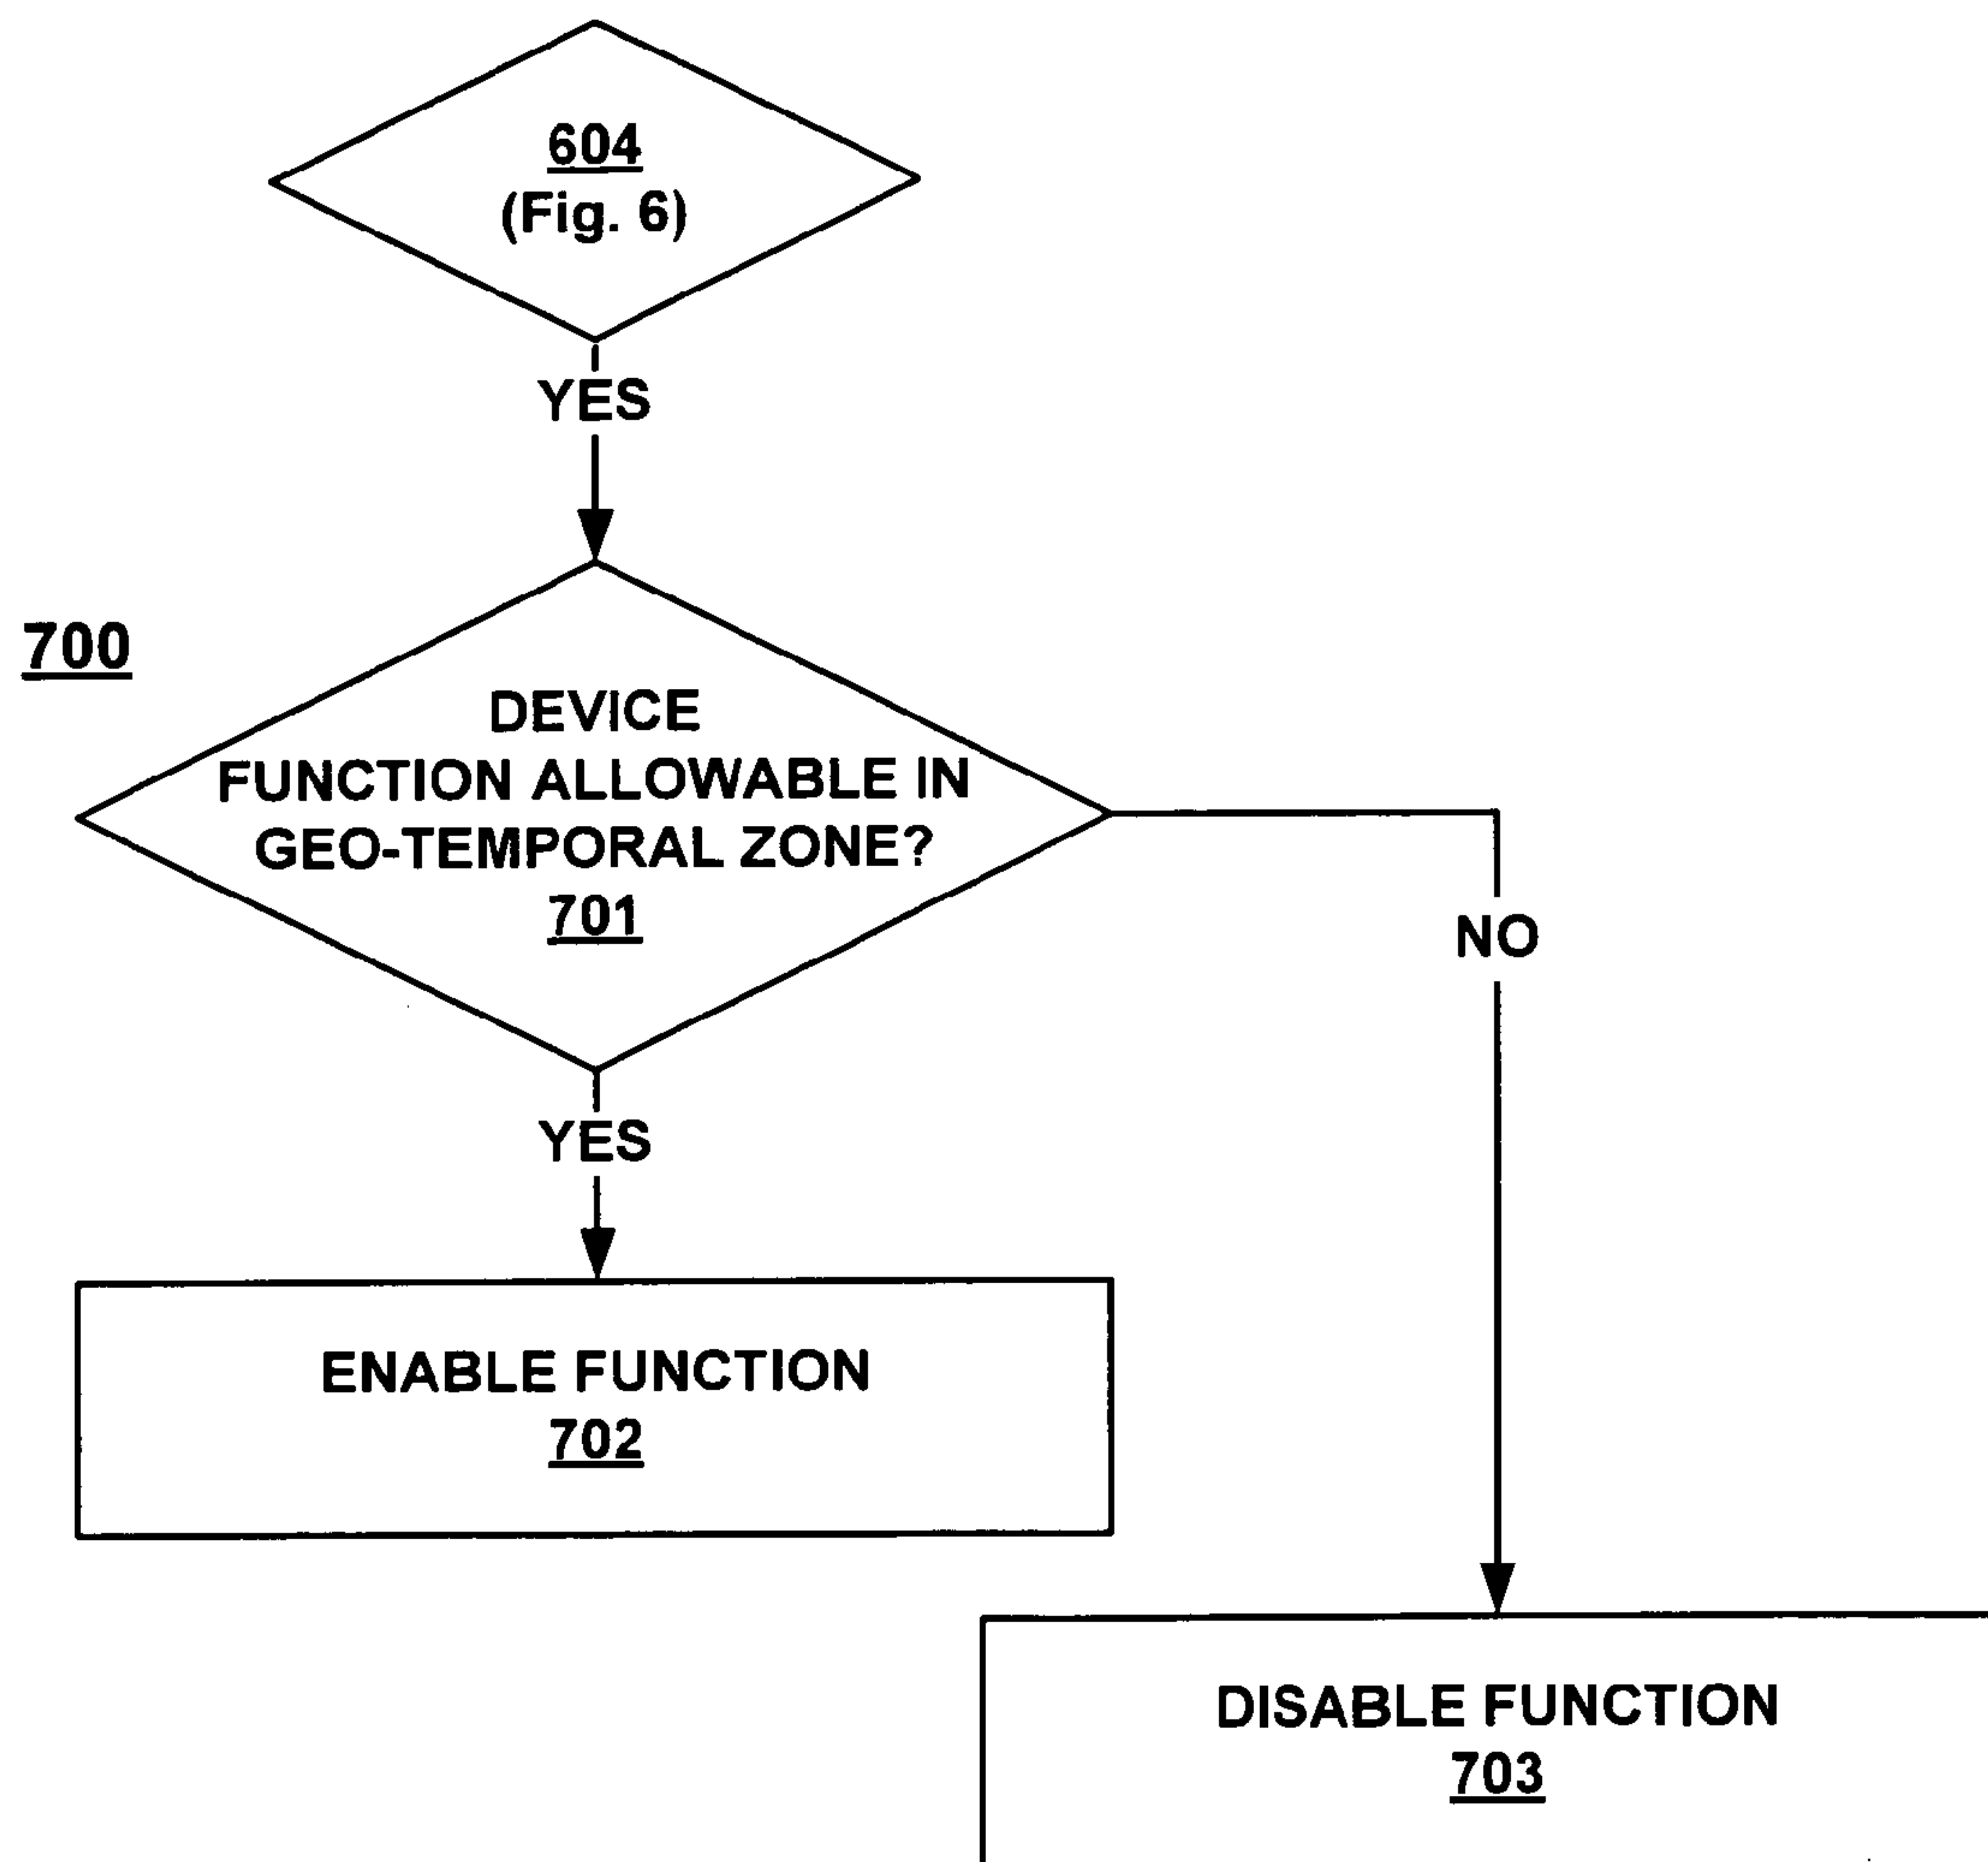 604
(Fig. 6)
YES
700
DEVICE
FUNCTION ALLOWABLE IN
GEO-TEMPORAL ZONE?
701
NO
YES
ENABLE FUNCTION
702
DISABLE FUNCTION
703